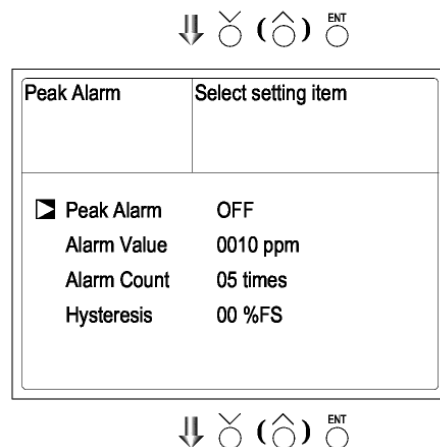 ENT
Peak Alarm Select setting item
Peak Alarm OFF
Alarm Value 0010 ppm
Alarm Count 05 times
Hysteresis 00 %FS
ENT